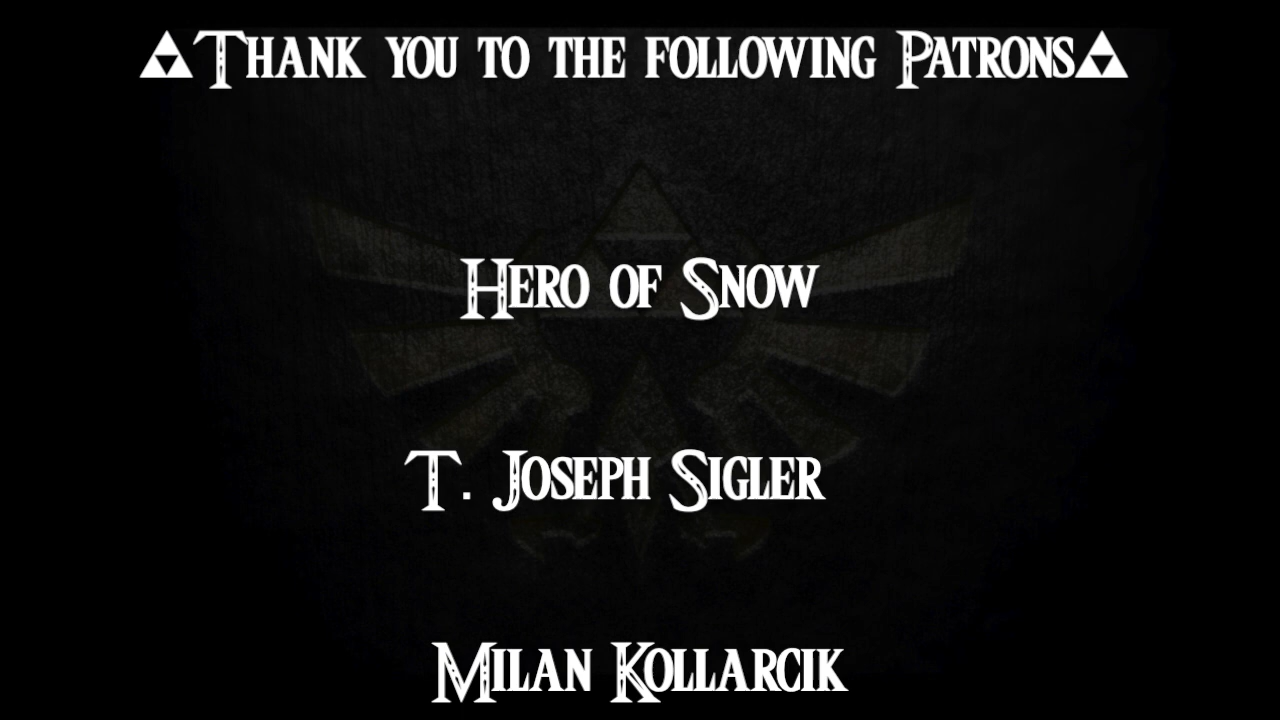 Thank you to the following Patrons
Hero of Snow
T. Joseph Sigler
Milan Kollarcik